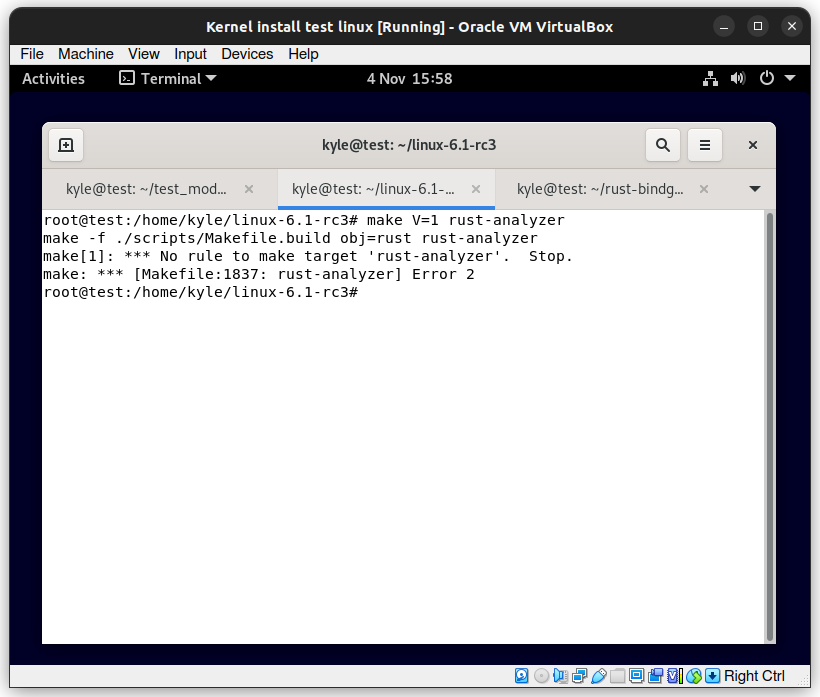 Kernel install test linux [Running] - Oracle VM VirtualBox
File Machine View Input Devices Help
Activities Terminal 4 Nov 15:58
kyle@test: ~/linux-6.1-rc3
kyle@test: ~/test_mod... kyle@test: ~/linux-6.1-... kyle@test: ~/rust-bindg...
root@test:/home/kyle/linux-6.1-rc3# make V=1 rust-analyzer
make -f ./scripts/Makefile.build obj=rust rust-analyzer
make[1]: *** No rule to make target 'rust-analyzer'.  Stop.
make: *** [Makefile:1837: rust-analyzer] Error 2
root@test:/home/kyle/linux-6.1-rc3#
Right Ctrl